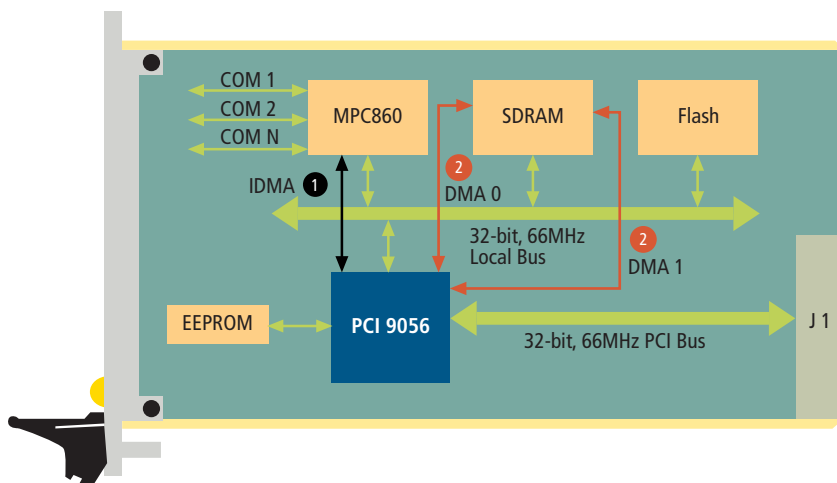 COM 1
COM 2
COM N
MPC860
SDRAM
Flash
IDMA 1
2
DMA 0
32-bit, 66MHz
Local Bus
2
DMA 1
EEPROM
PCI 9056
32-bit, 66MHz PCI Bus
J 1